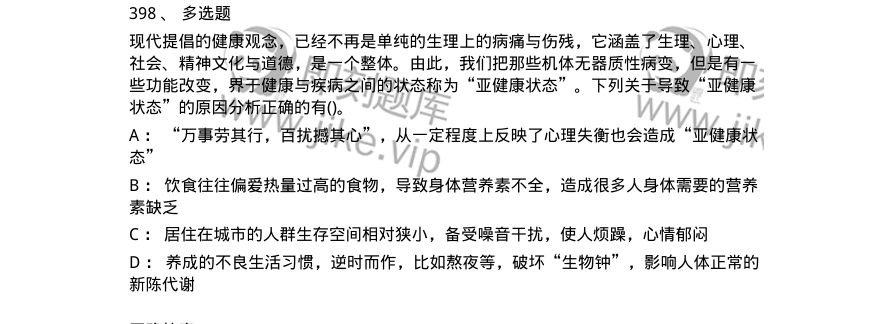 398 、 多选题
现代提倡的健康观念，已经不再是单纯的生理上的病痛与伤残，它涵盖了生理、心理、
社会、精神文化与道德，是一个整体。由此，我们把那些机体无器质性病变，但是有一
些功能改变，界于健康与疾病之间的状态称为“亚健康状态”。下列关于导致“亚健康
状态”的原因分析正确的有()。
A： “万事劳其行，百扰撼其心”，从一定程度上反映了心理失衡也会造成“亚健康状
态”
B： 饮食往往偏爱热量过高的食物，导致身体营养素不全，造成很多人身体需要的营养
素缺乏
C： 居住在城市的人群生存空间相对狭小，备受噪音干扰，使人烦躁，心情郁闷
D： 养成的不良生活习惯，逆时而作，比如熬夜等，破坏“生物钟”，影响人体正常的
新陈代谢
即刻题库
www.jike.vip